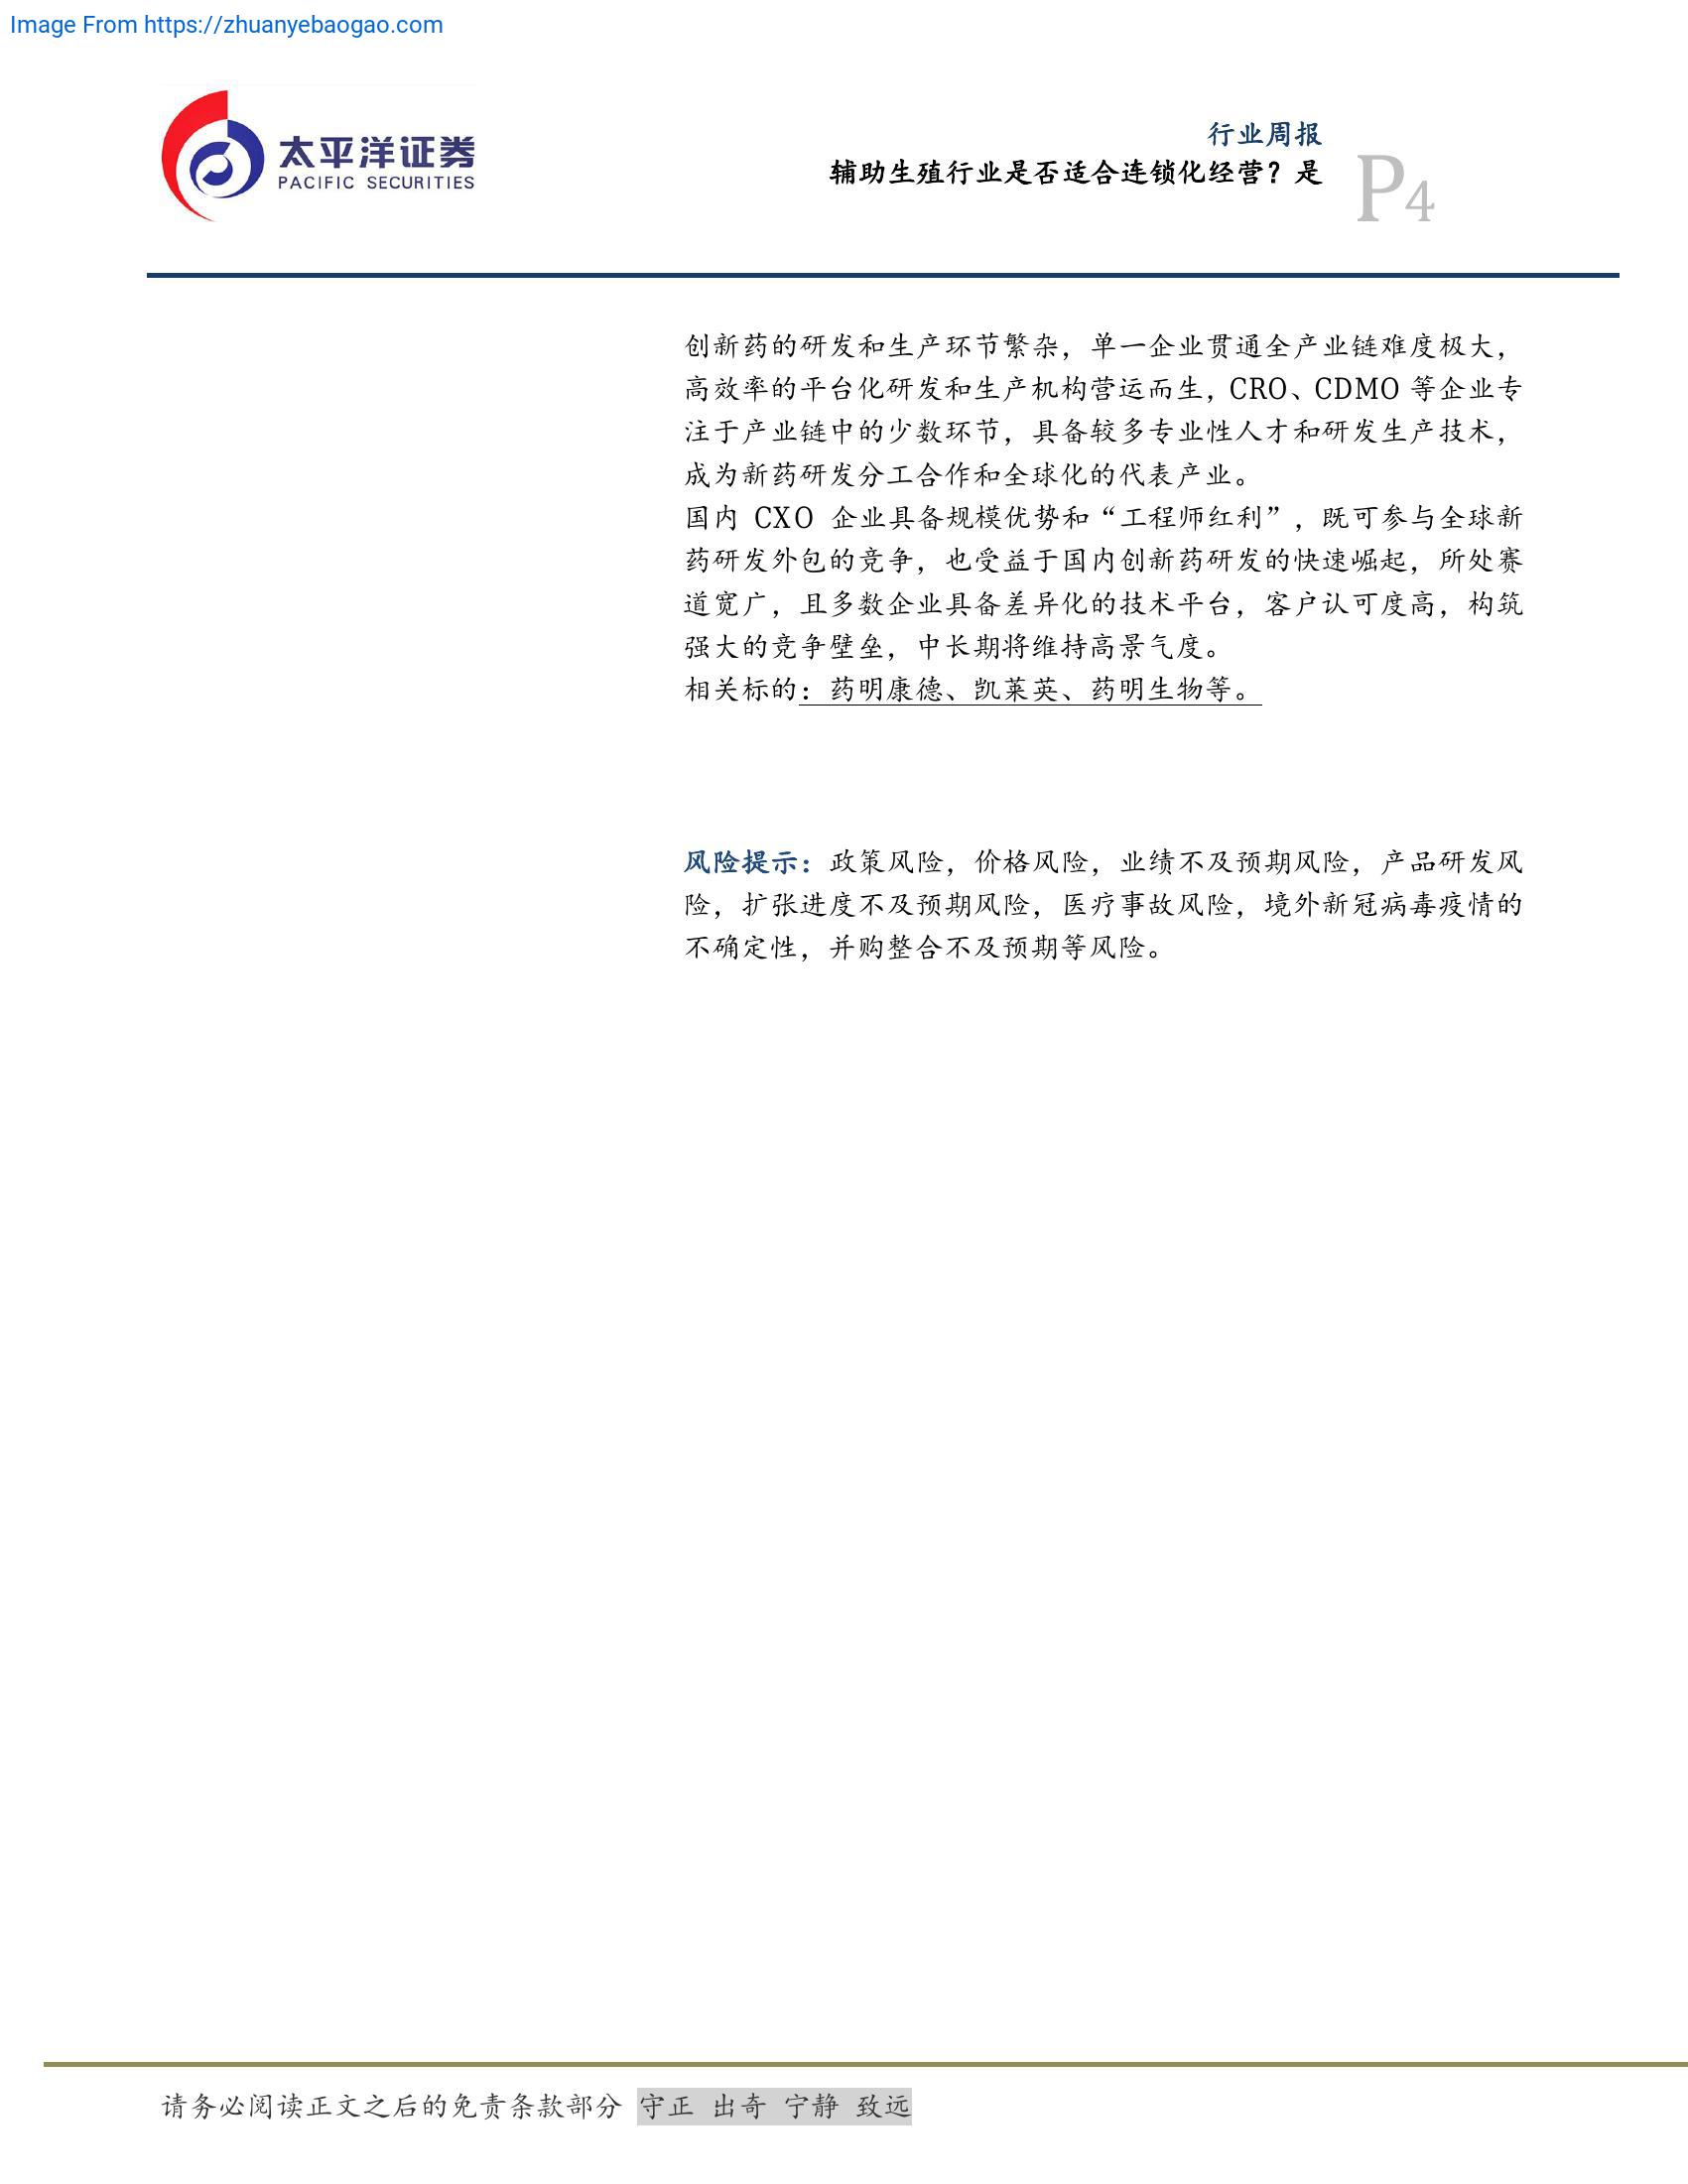 Image From https://zhuanyebaogao.com
太平洋证券
PACIFIC SECURITIES
行业周报
辅助生殖行业是否适合连锁化经营？是
P4
创新药的研发和生产环节繁杂，单一企业贯通全产业链难度极大，
高效率的平台化研发和生产机构营运而生，CRO、CDMO 等企业专
注于产业链中的少数环节，具备较多专业性人才和研发生产技术，
成为新药研发分工合作和全球化的代表产业。
国内 CXO 企业具备规模优势和“工程师红利”，既可参与全球新
药研发外包的竞争，也受益于国内创新药研发的快速崛起，所处赛
道宽广，且多数企业具备差异化的技术平台，客户认可度高，构筑
强大的竞争壁垒，中长期将维持高景气度。
相关标的：药明康德、凯莱英、药明生物等。
风险提示：政策风险，价格风险，业绩不及预期风险，产品研发风
险，扩张进度不及预期风险，医疗事故风险，境外新冠病毒疫情的
不确定性，并购整合不及预期等风险。
请务必阅读正文之后的免责条款部分 守正 出奇 宁静 致远